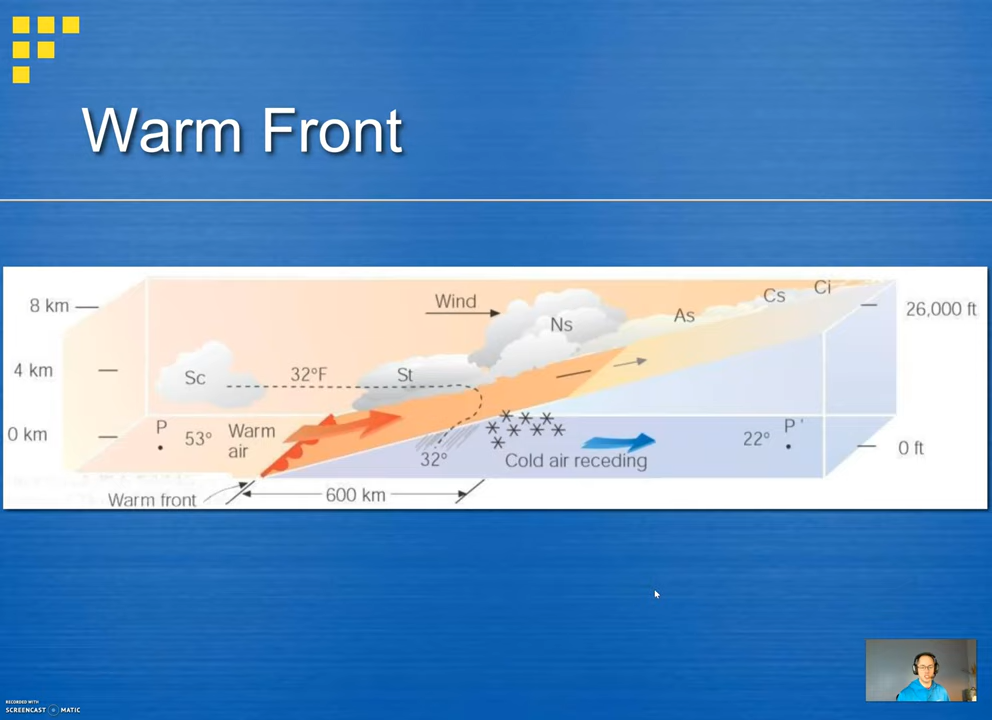 Warm Front
8 km
Wind
Ns
As
Cs
Ci
26,000 ft
4 km
Sc
32°F
St
0 km
P
53°
Warm
air
32°
Cold air receding
22°
P'
0 ft
Warm front
600 km
RECORDED WITH
SCREENCAST MATIC